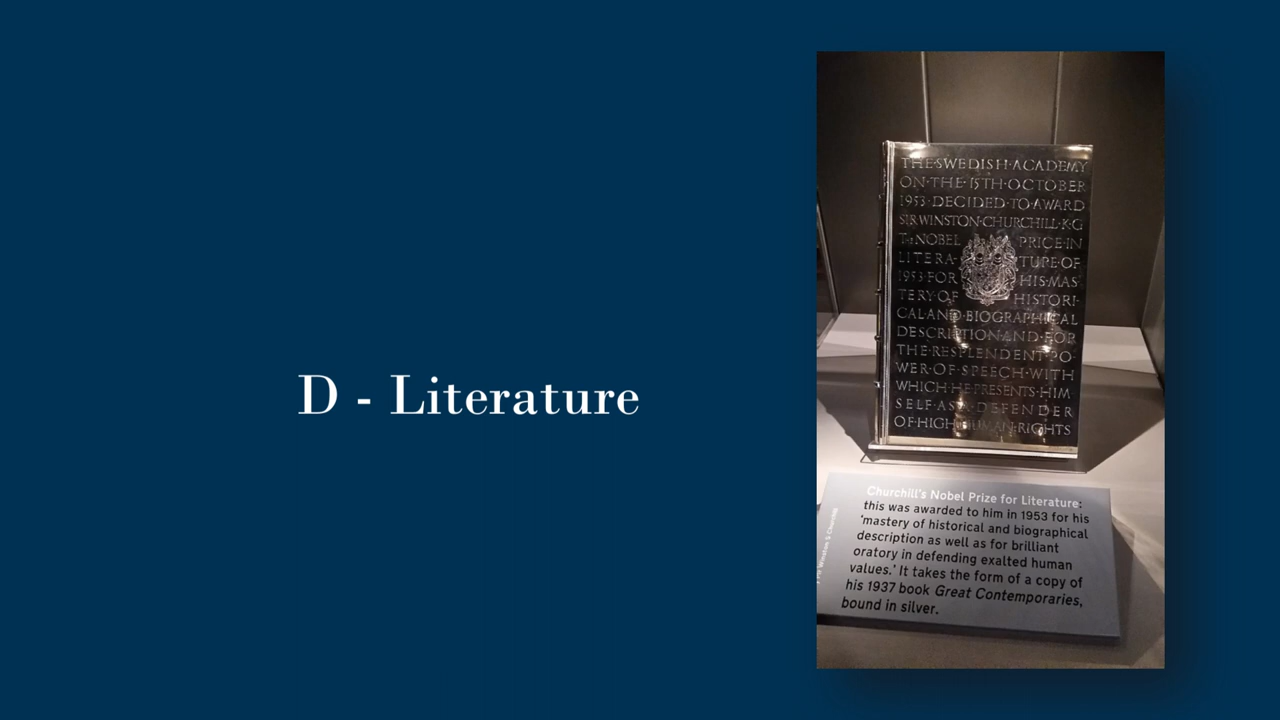 D - Literature
THE·SWEDISH·ACADEMY
ON·THE·15TH·OCTOBER
1953·DECIDED·TO·AWARD
SIR·WINSTON·CHURCHILL·K·G
THE·NOBEL PRICE·IN
LITERA- TURE·OF
1953·FOR HIS·MAS
TERY·OF HISTORI-
CAL·AND·BIOGRAPHICAL
DESCRIPTION·AND·FOR
THE·RESPLENDENT·PO-
WER·OF·SPEECH·WITH
WHICH·HE·PRESENTS·HIM
SELF·AS·A·DEFENDER
OF·HIGH·HUMAN·RIGHTS
Churchill's Nobel Prize for Literature:
this was awarded to him in 1953 for his
'mastery of historical and biographical
description as well as for brilliant
oratory in defending exalted human
values.' It takes the form of a copy of
his 1937 book Great Contemporaries,
bound in silver.
Winston S Churchill